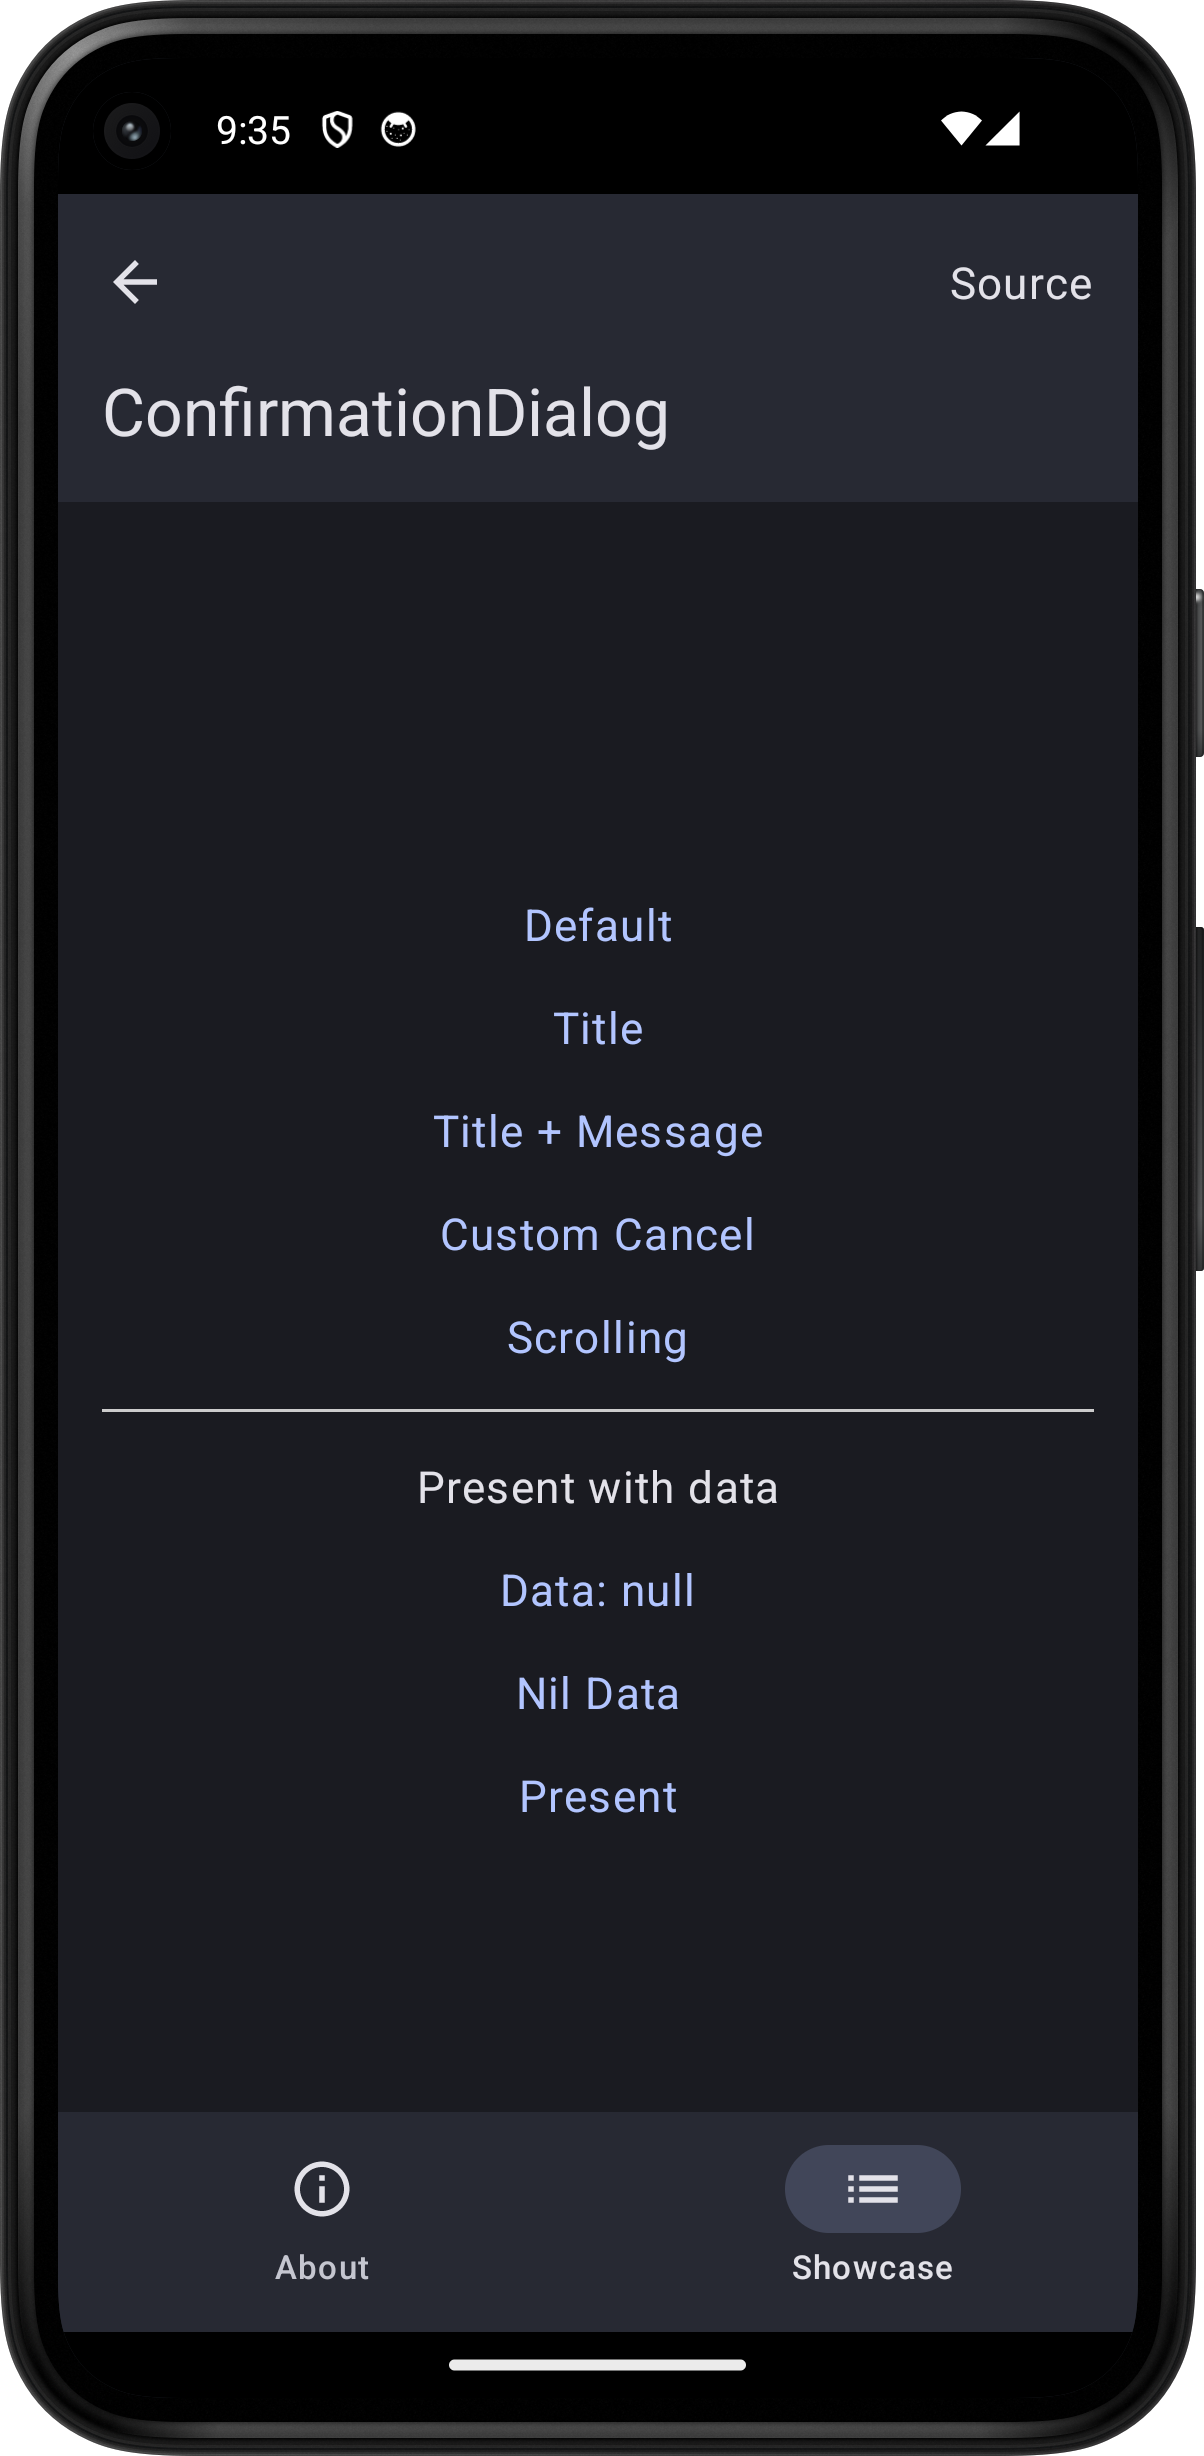 9:35
Source
ConfirmationDialog
Default
Title
Title + Message
Custom Cancel
Scrolling
Present with data
Data: null
Nil Data
Present
About
Showcase